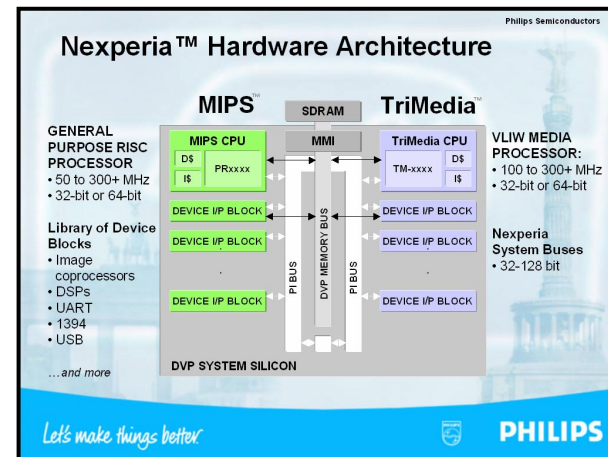 Philips Semiconductors
Nexperia™ Hardware Architecture
MIPS™
SDRAM
TriMedia™
GENERAL
PURPOSE RISC
PROCESSOR
• 50 to 300+ MHz
• 32-bit or 64-bit
Library of Device
Blocks
• Image
coprocessors
• DSPs
• UART
• 1394
• USB
…and more
MIPS CPU
D$
I$
PRxxxx
DEVICE I/P BLOCK
DEVICE I/P BLOCK
.
.
DEVICE I/P BLOCK
MMI
PI BUS
DVP MEMORY BUS
PI BUS
TriMedia CPU
TM-xxxx
D$
I$
DEVICE I/P BLOCK
DEVICE I/P BLOCK
.
.
DEVICE I/P BLOCK
DVP SYSTEM SILICON
VLIW MEDIA
PROCESSOR:
• 100 to 300+ MHz
• 32-bit or 64-bit
Nexperia
System Buses
• 32-128 bit
Let's make things better.
PHILIPS